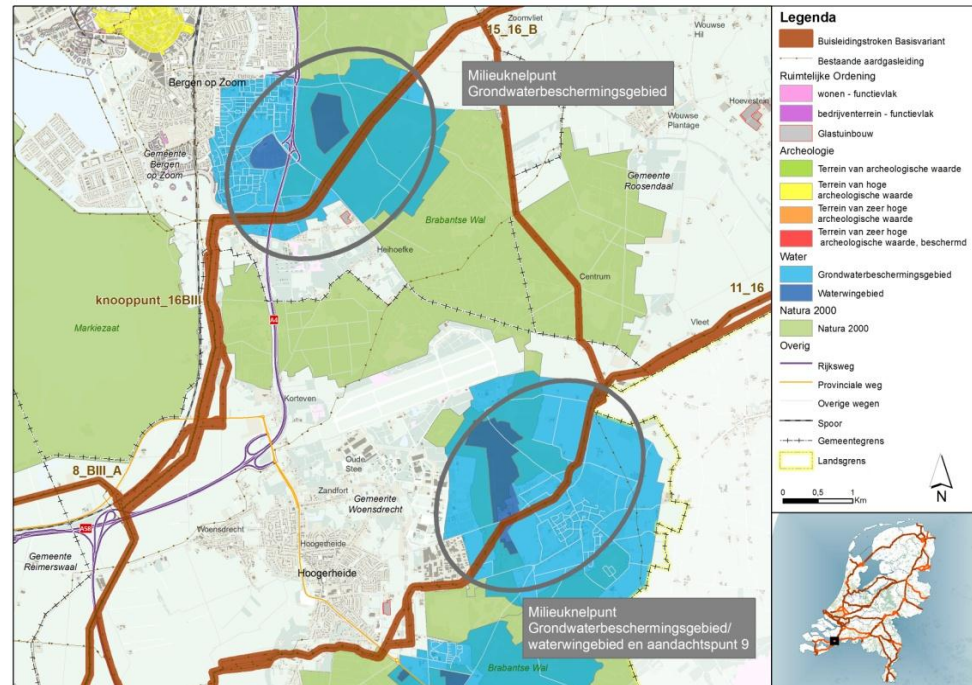 Zoomvliet
15_16_B
Wouwse
Hil
Bergen op Zoom
Milieuknelpunt
Grondwaterbeschermingsgebied
Hoevestraat
Wouwse
Plantage
Gemeente
Bergen
op Zoom
Gemeente
Roosendaal
Brabantse Wal
Heihoefke
Centrum
knooppunt_16BIII
11_16
Markiezaat
A4
Vleet
Korteven
Oude
Stee
8_BIII_A
Zandfort
Gemeente
Woensdrecht
A58
Woensdrecht
Hoogerheide
Gemeente
Reimerswaal
Hoogerheide
Milieuknelpunt
Grondwaterbeschermingsgebied/
waterwingebied en aandachtspunt 9
Brabantse Wal
Legenda
Buisleidingstroken Basisvariant
Bestaande aardgasleiding
Ruimtelijke Ordening
wonen - functievlak
bedrijventerrein - functievlak
Glastuinbouw
Archeologie
Terrein van archeologische waarde
Terrein van hoge
archeologische waarde
Terrein van zeer hoge
archeologische waarde
Terrein van zeer hoge
archeologische waarde, beschermd
Water
Grondwaterbeschermingsgebied
Waterwingebied
Natura 2000
Natura 2000
Overig
Rijksweg
Provinciale weg
Overige wegen
Spoor
Gemeentegrens
Landsgrens
0 0,5 1
Km
N